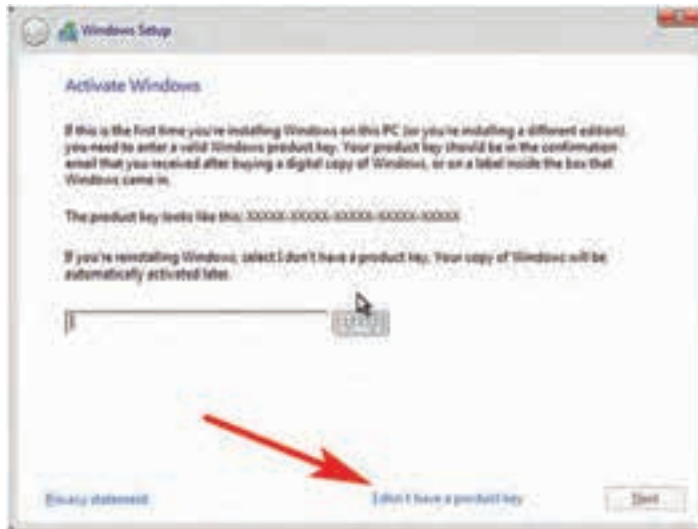 Windows Setup
Activate Windows
If this is the first time you're installing Windows on this PC (or you're installing a different edition),
you need to enter a valid Windows product key. Your product key should be in the confirmation
email that you received after buying a digital copy of Windows, or on a label inside the box that
Windows came in.
The product key looks like this: XXXXX-XXXXX-XXXXX-XXXXX-XXXXX
If you're reinstalling Windows, select I don't have a product key. Your copy of Windows will be
automatically activated later.
Privacy statement
I don't have a product key
Next